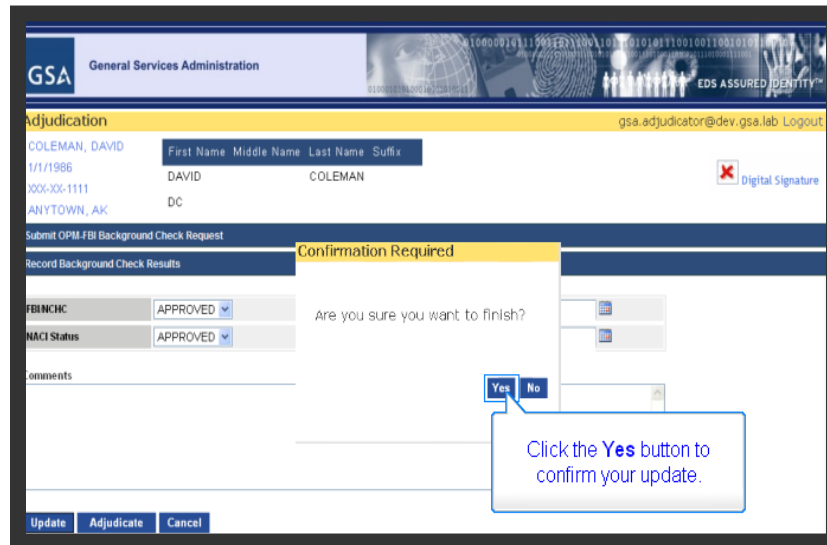 GSA
General Services Administration
EDS ASSURED IDENTITY™
Adjudication
gsa.adjudicator@dev.gsa.lab Logout
COLEMAN, DAVID
1/1/1986
XXX-XX-1111
ANYTOWN, AK
First Name Middle Name Last Name Suffix
DAVID COLEMAN
DC
Digital Signature
Submit OPM-FBI Background Check Request
Record Background Check Results
Confirmation Required
Are you sure you want to finish?
Yes No
FBI NCHC APPROVED
NACI Status APPROVED
Comments
Click the Yes button to
confirm your update.
Update Adjudicate Cancel